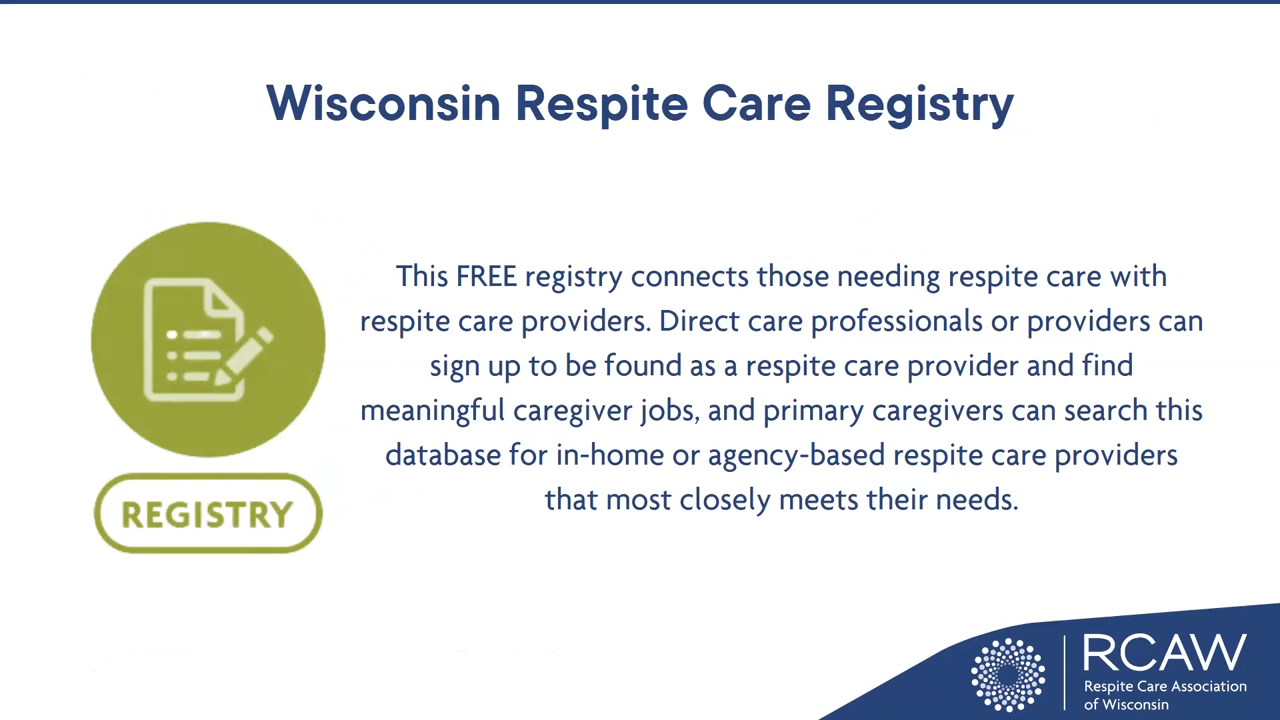 Wisconsin Respite Care Registry
This FREE registry connects those needing respite care with
respite care providers. Direct care professionals or providers can
sign up to be found as a respite care provider and find
meaningful caregiver jobs, and primary caregivers can search this
database for in-home or agency-based respite care providers
that most closely meets their needs.
REGISTRY
RCAW
Respite Care Association
of Wisconsin